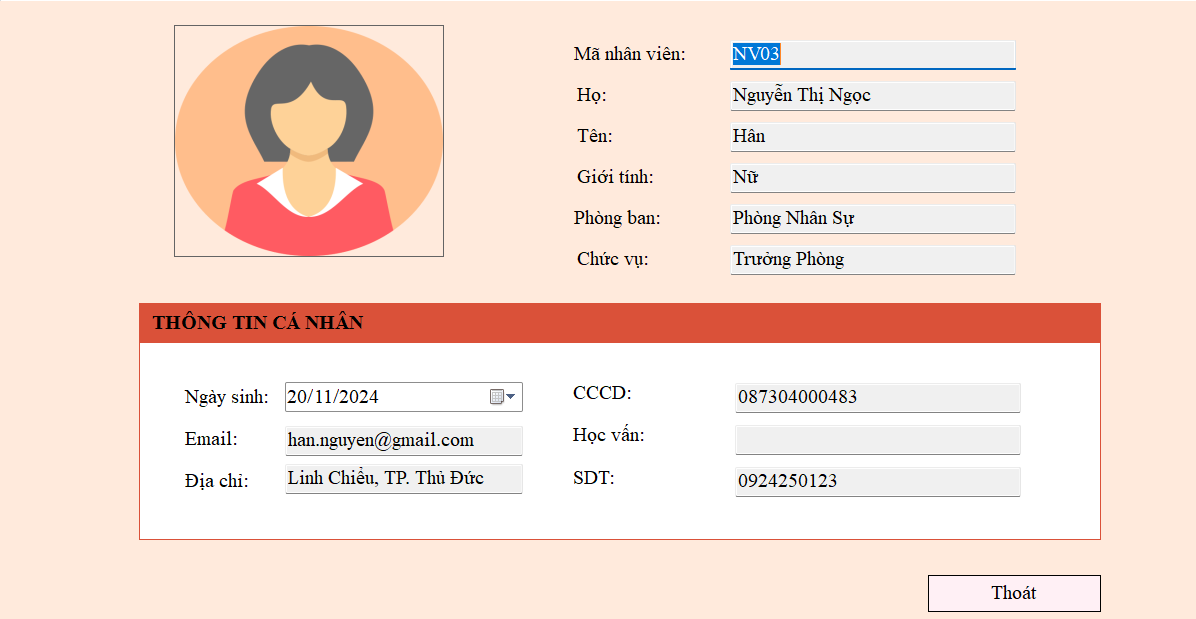 Mã nhân viên: NV03
Họ: Nguyễn Thị Ngọc
Tên: Hân
Giới tính: Nữ
Phòng ban: Phòng Nhân Sự
Chức vụ: Trưởng Phòng
THÔNG TIN CÁ NHÂN
Ngày sinh: 20/11/2024 CCCD: 087304000483
Email: han.nguyen@gmail.com Học vấn:
Địa chỉ: Linh Chiểu, TP. Thủ Đức SDT: 0924250123
Thoát